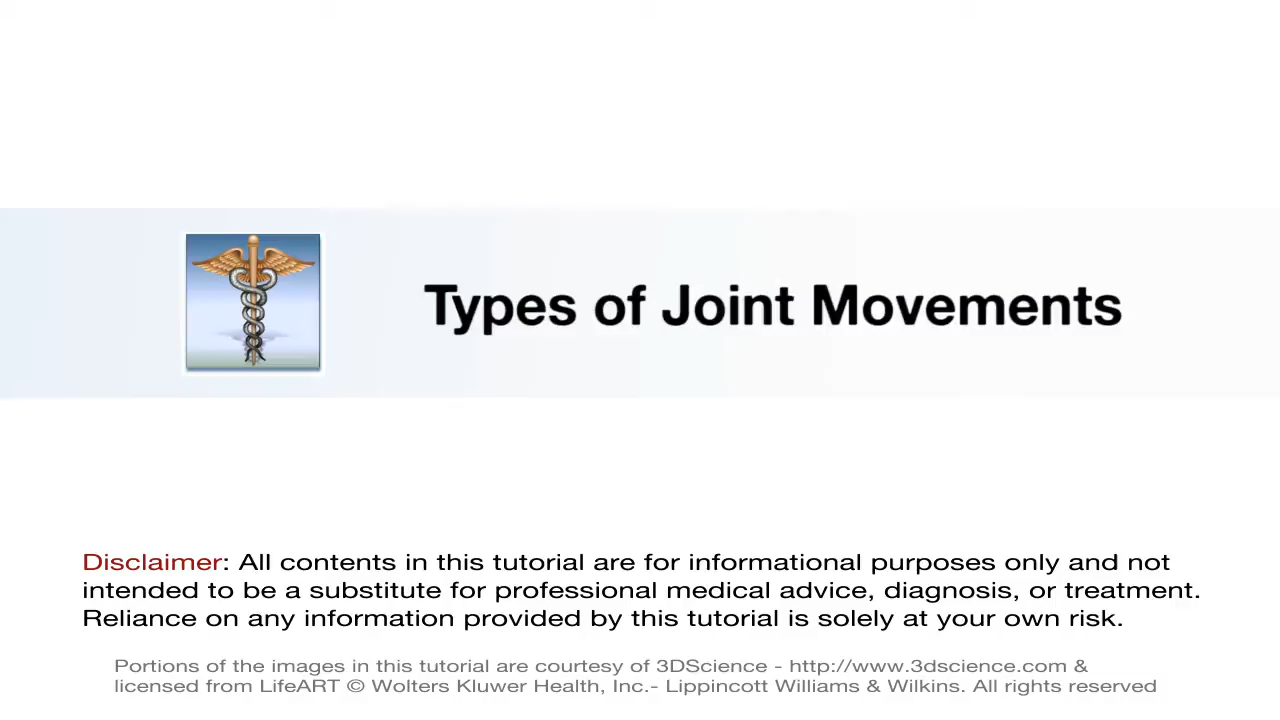 Types of Joint Movements
Disclaimer: All contents in this tutorial are for informational purposes only and not
intended to be a substitute for professional medical advice, diagnosis, or treatment.
Reliance on any information provided by this tutorial is solely at your own risk.
Portions of the images in this tutorial are courtesy of 3DScience - http://www.3dscience.com &
licensed from LifeART © Wolters Kluwer Health, Inc.- Lippincott Williams & Wilkins. All rights reserved